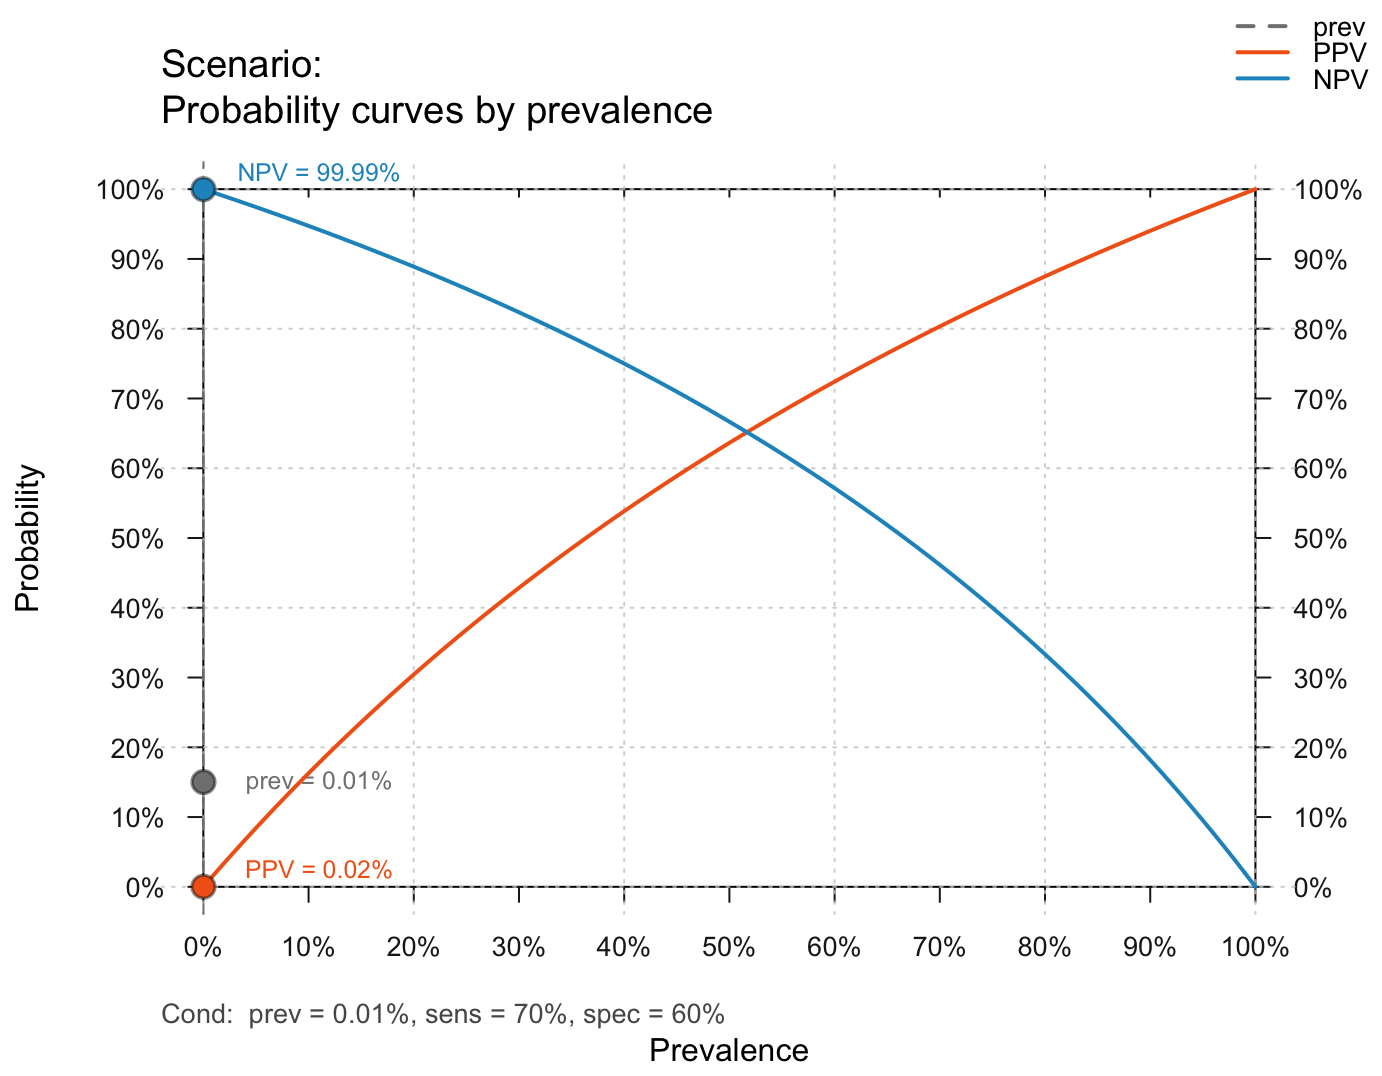 prev
PPV
NPV
Scenario:
Probability curves by prevalence
NPV = 99.99%
100%
90%
80%
70%
60%
50%
40%
30%
20%
10%
0%
100%
90%
80%
70%
60%
50%
40%
30%
20%
10%
0%
Probability
prev = 0.01%
PPV = 0.02%
0% 10% 20% 30% 40% 50% 60% 70% 80% 90% 100%
Cond: prev = 0.01%, sens = 70%, spec = 60%
Prevalence